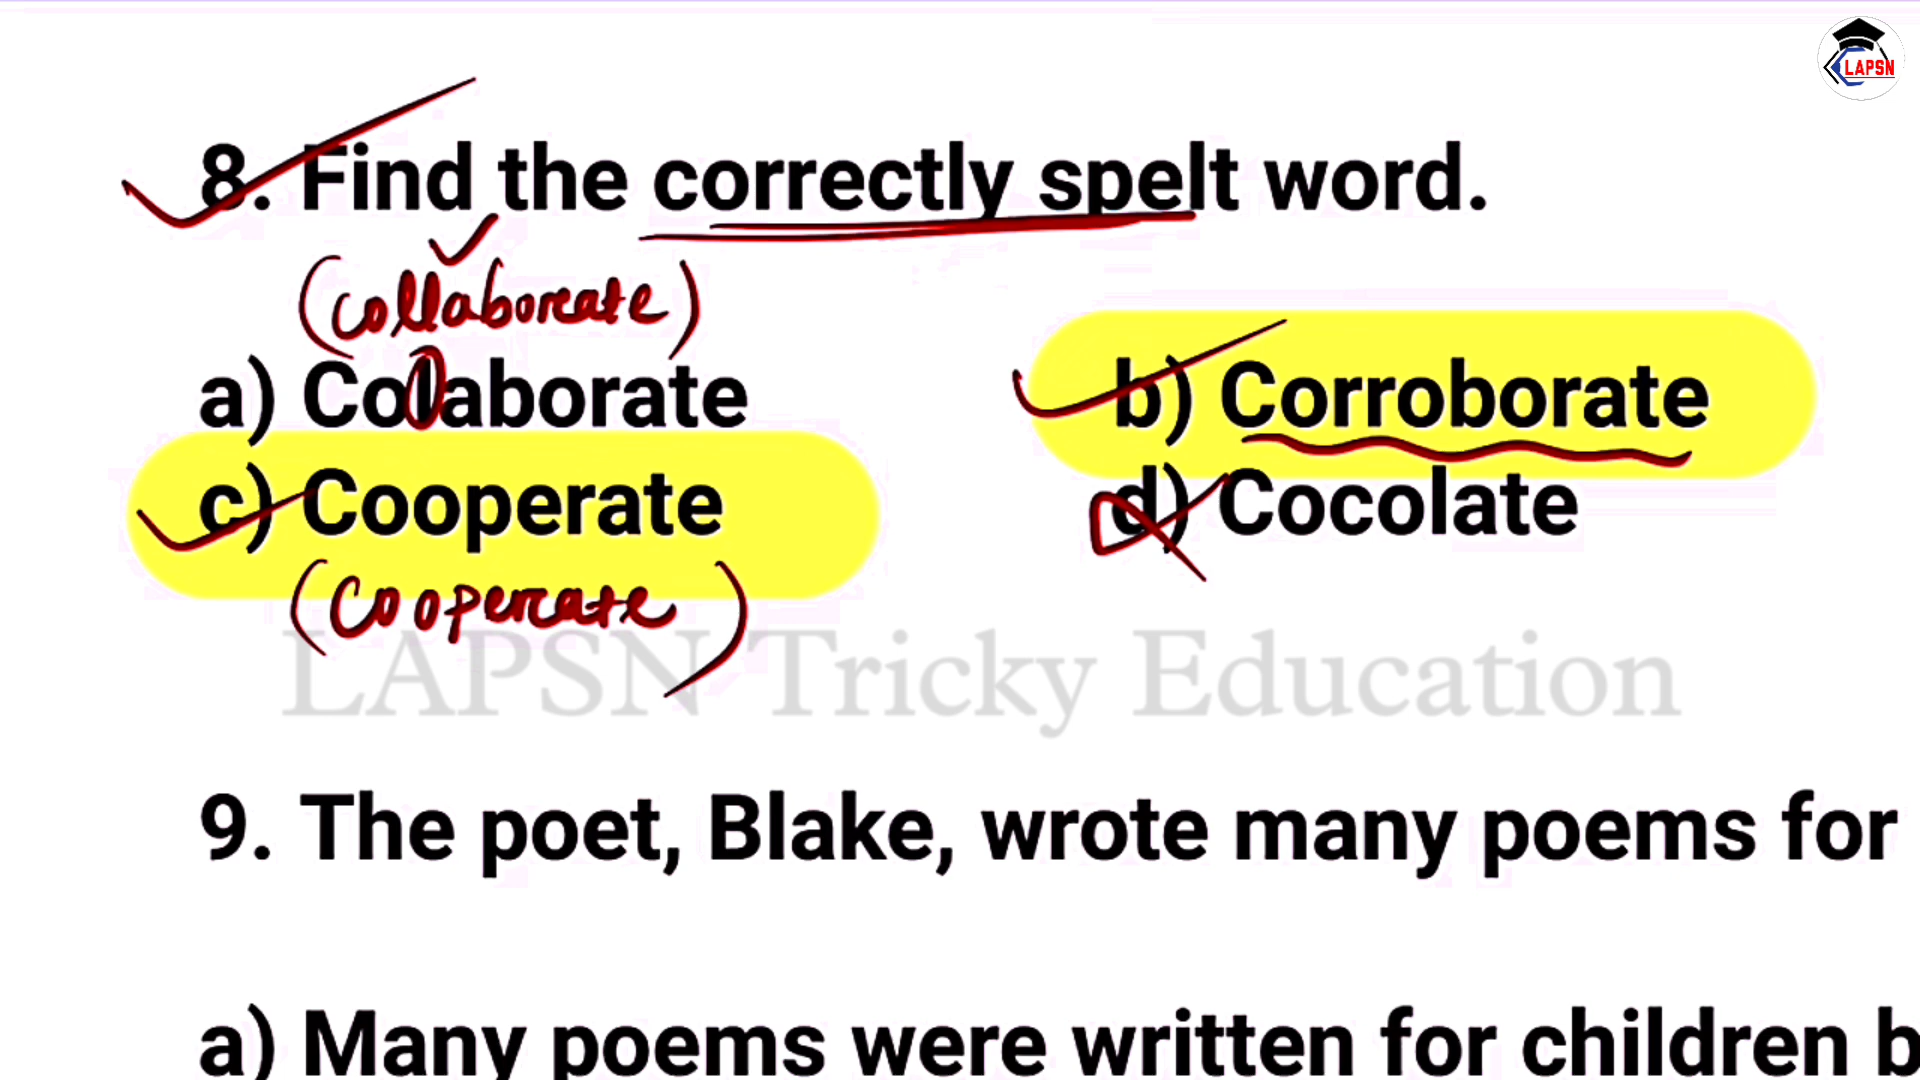 LAPSN
8. Find the correctly spelt word.
(collaborate)
a) Colaborate b) Corroborate
c) Cooperate d) Cocolate
(cooperate)
LAPSN Tricky Education
9. The poet, Blake, wrote many poems for
a) Many poems were written for children b